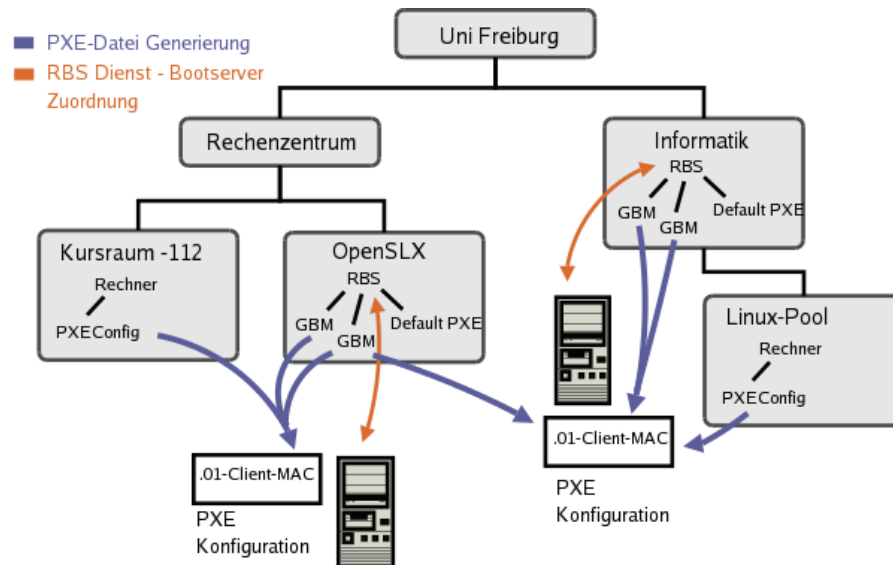 PXE-Datei Generierung
RBS Dienst - Bootserver
Zuordnung
Uni Freiburg
Rechenzentrum
Informatik
RBS
GBM
GBM
Default PXE
Kursraum -112
Rechner
PXEConfig
OpenSLX
RBS
GBM
GBM
Default PXE
Linux-Pool
Rechner
PXEConfig
.01-Client-MAC
PXE
Konfiguration
.01-Client-MAC
PXE
Konfiguration